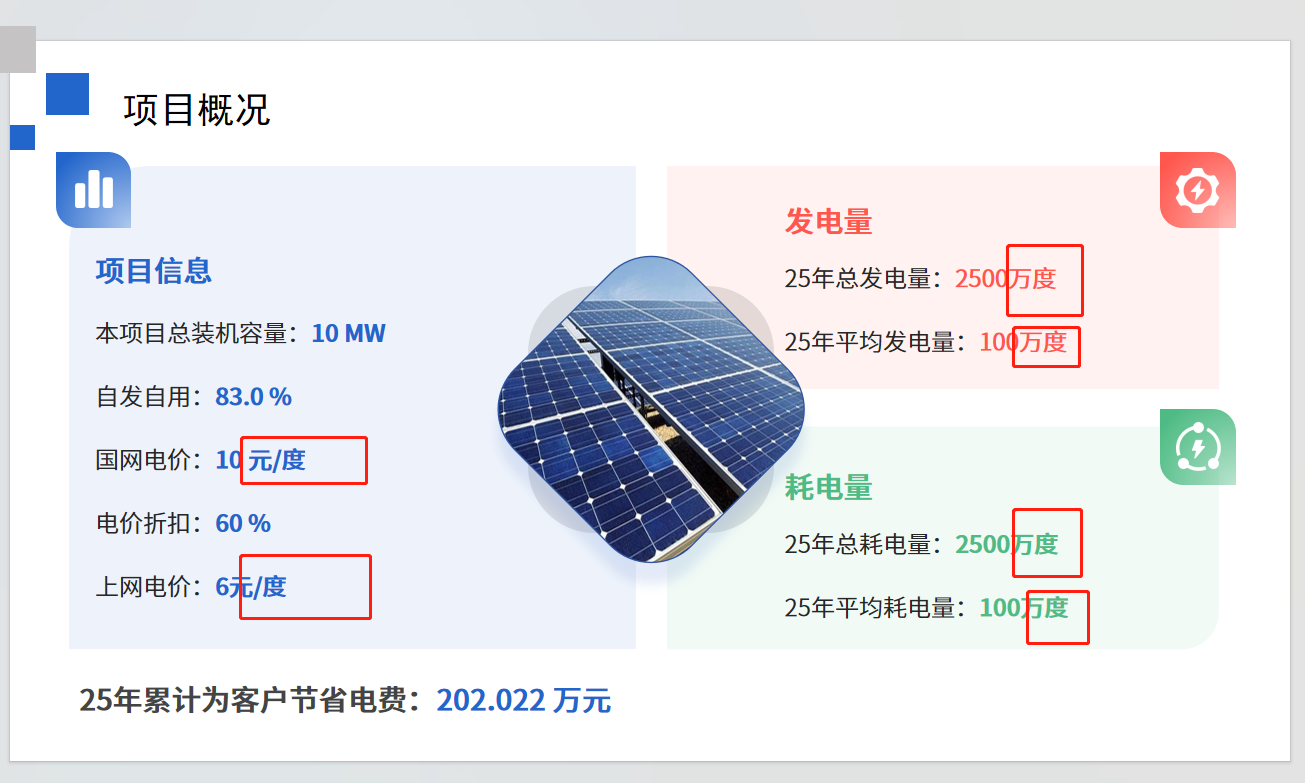 项目概况
项目信息
本项目总装机容量：10 MW
自发自用：83.0 %
国网电价：10 元/度
电价折扣：60 %
上网电价：6元/度
发电量
25年总发电量：2500万度
25年平均发电量：100万度
耗电量
25年总耗电量：2500万度
25年平均耗电量：100万度
25年累计为客户节省电费：202.022 万元